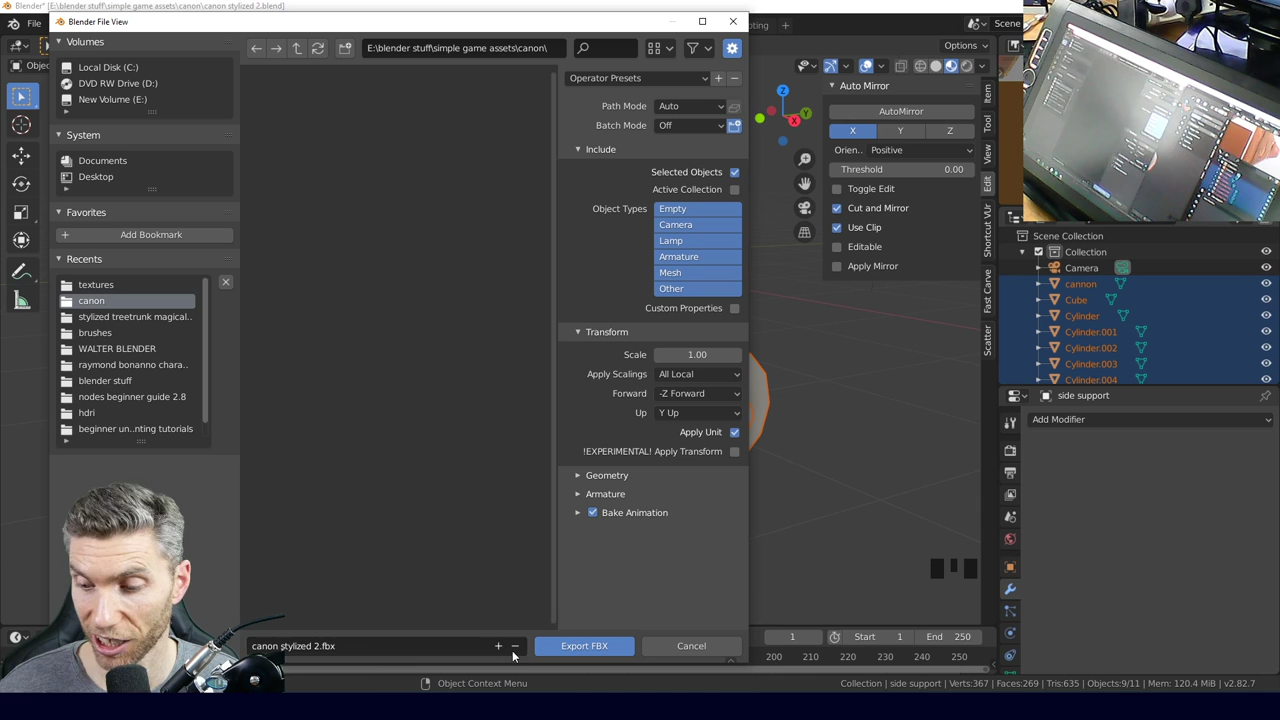 Blender* [E:\blender stuff\simple game assets\canon\canon stylized 2.blend]
File
Blender File View
Scene
Options
Volumes
Local Disk (C:)
DVD RW Drive (D:)
New Volume (E:)
System
Documents
Desktop
Favorites
Add Bookmark
Recents
textures
canon
stylized treetrunk magical..
brushes
WALTER BLENDER
raymond bonanno chara..
blender stuff
nodes beginner guide 2.8
hdri
beginner un..nting tutorials
E:\blender stuff\simple game assets\canon\
Operator Presets
Path Mode Auto
Batch Mode Off
Include
Selected Objects
Active Collection
Object Types Empty
Camera
Lamp
Armature
Mesh
Other
Custom Properties
Transform
Scale 1.00
Apply Scalings All Local
Forward -Z Forward
Up Y Up
Apply Unit
!EXPERIMENTAL! Apply Transform
Geometry
Armature
Bake Animation
canon stylized 2.fbx
Export FBX
Cancel
Z
Y
X
Auto Mirror
AutoMirror
X Y Z
Orien.. Positive
Threshold 0.00
Toggle Edit
Cut and Mirror
Use Clip
Editable
Apply Mirror
Item
Tool
View
Edit
Shortcut VUr
Fast Carve
Scatter
Scene Collection
Collection
Camera
cannon
Cube
Cylinder
Cylinder.001
Cylinder.002
Cylinder.003
Cylinder.004
side support
Add Modifier
1 Start 1 End 250
200 210 220 230 240 250
Object Context Menu
Collection | side support | Verts:367 | Faces:269 | Tris:635 | Objects:9/11 | Mem: 120.4 MiB | v2.82.7